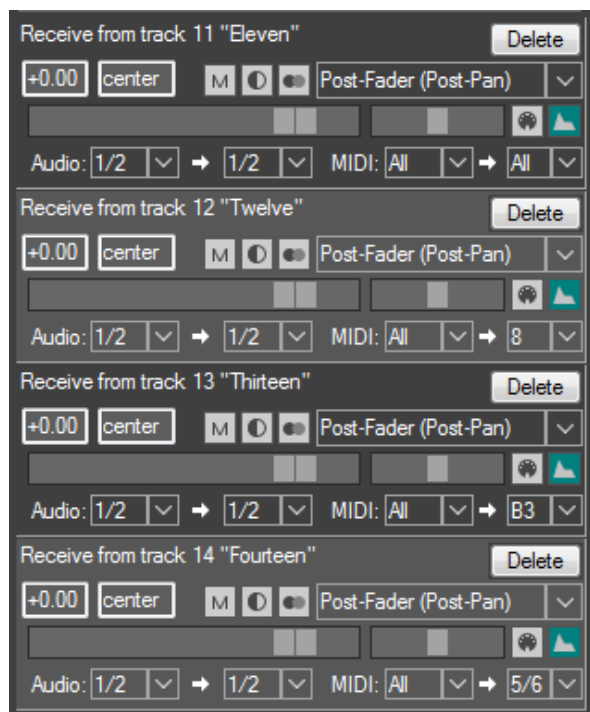 Receive from track 11 "Eleven" Delete
+0.00 center M Post-Fader (Post-Pan)
Audio: 1/2 → 1/2 MIDI: All → All
Receive from track 12 "Twelve" Delete
+0.00 center M Post-Fader (Post-Pan)
Audio: 1/2 → 1/2 MIDI: All → 8
Receive from track 13 "Thirteen" Delete
+0.00 center M Post-Fader (Post-Pan)
Audio: 1/2 → 1/2 MIDI: All → B3
Receive from track 14 "Fourteen" Delete
+0.00 center M Post-Fader (Post-Pan)
Audio: 1/2 → 1/2 MIDI: All → 5/6